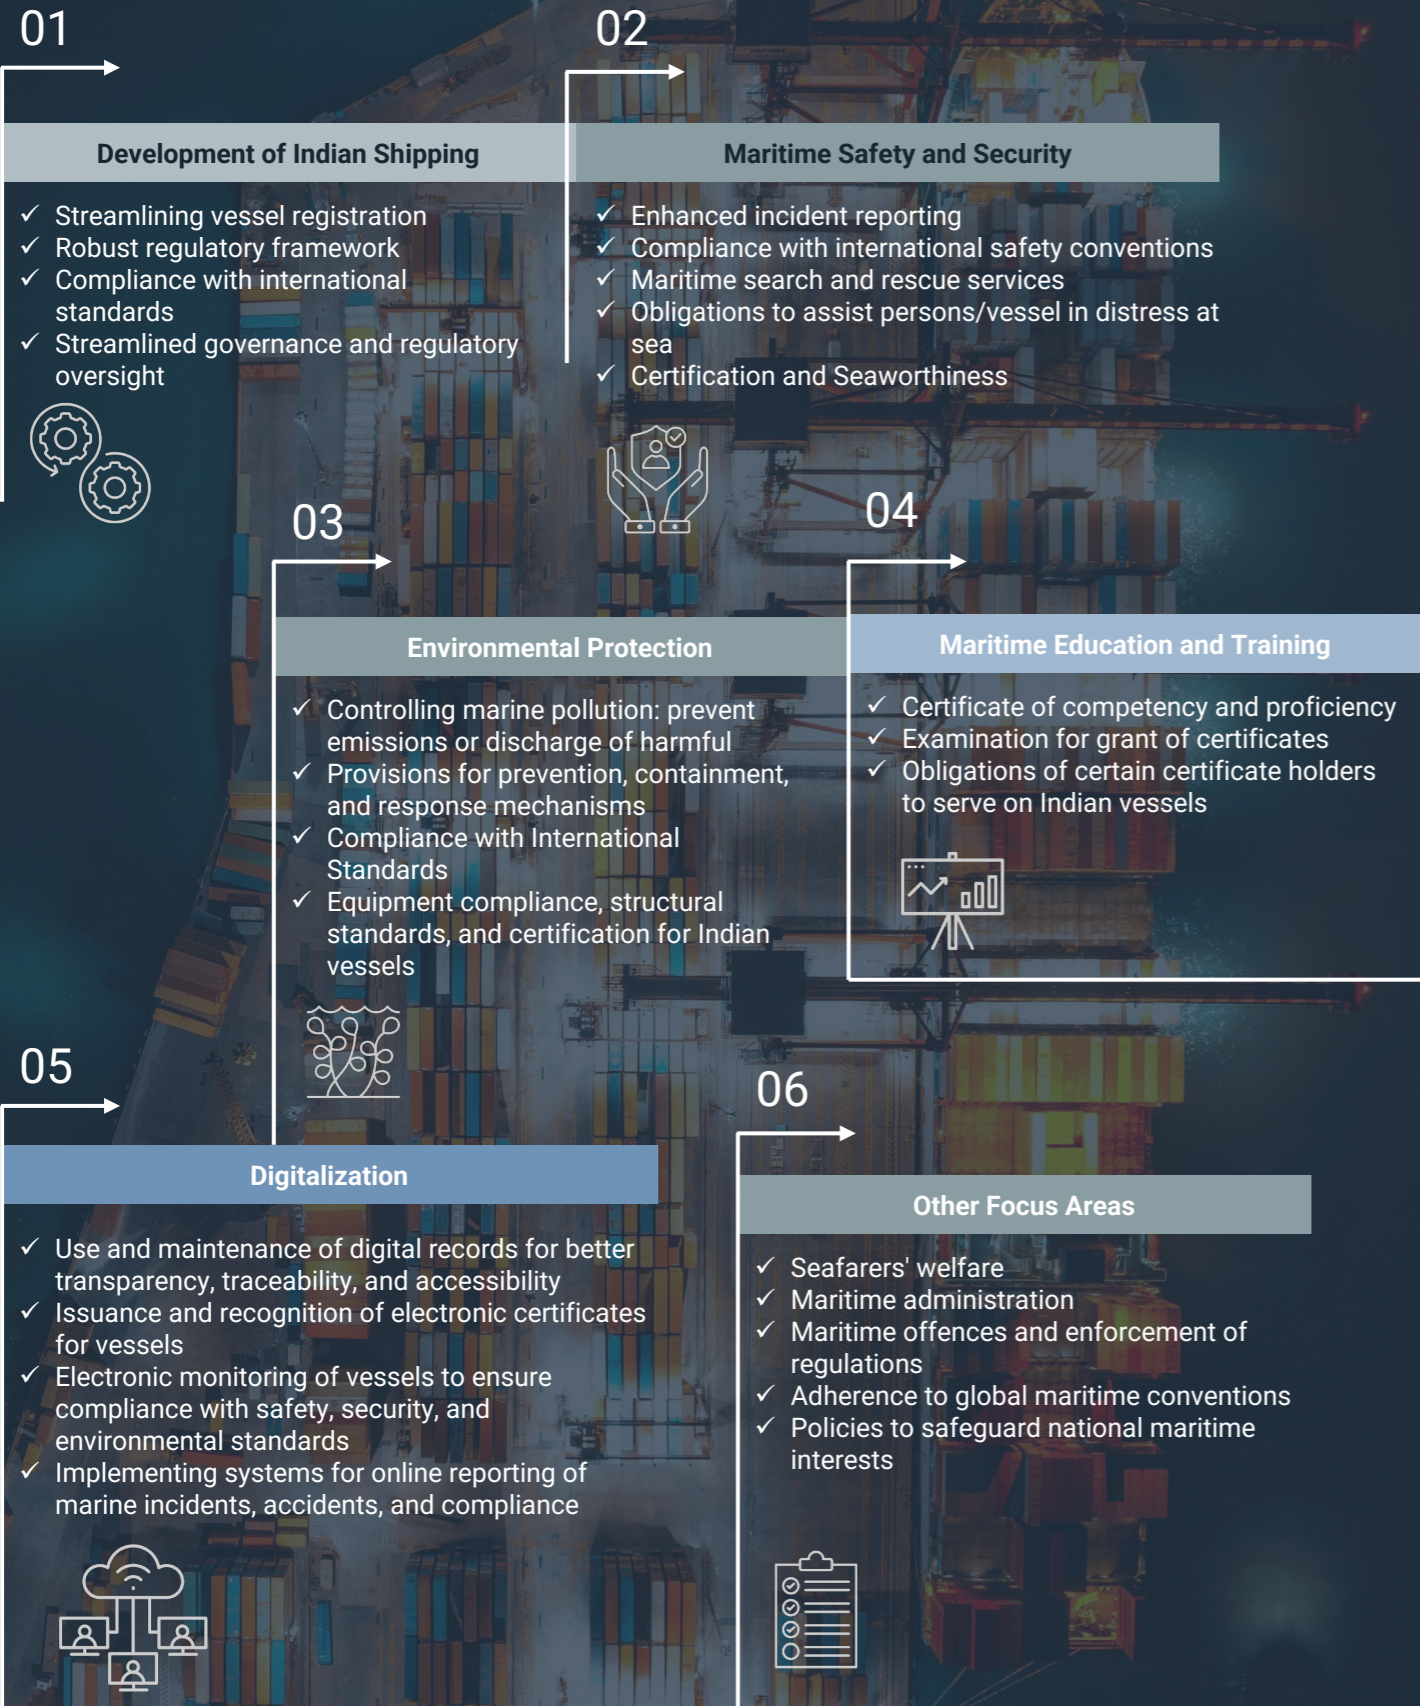 01
Development of Indian Shipping
✓ Streamlining vessel registration
✓ Robust regulatory framework
✓ Compliance with international
standards
✓ Streamlined governance and regulatory
oversight
02
Maritime Safety and Security
✓ Enhanced incident reporting
✓ Compliance with international safety conventions
✓ Maritime search and rescue services
✓ Obligations to assist persons/vessel in distress at
sea
✓ Certification and Seaworthiness
03
Environmental Protection
✓ Controlling marine pollution: prevent
emissions or discharge of harmful
✓ Provisions for prevention, containment,
and response mechanisms
✓ Compliance with International
Standards
✓ Equipment compliance, structural
standards, and certification for Indian
vessels
04
Maritime Education and Training
✓ Certificate of competency and proficiency
✓ Examination for grant of certificates
✓ Obligations of certain certificate holders
to serve on Indian vessels
05
Digitalization
✓ Use and maintenance of digital records for better
transparency, traceability, and accessibility
✓ Issuance and recognition of electronic certificates
for vessels
✓ Electronic monitoring of vessels to ensure
compliance with safety, security, and
environmental standards
✓ Implementing systems for online reporting of
marine incidents, accidents, and compliance
06
Other Focus Areas
✓ Seafarers' welfare
✓ Maritime administration
✓ Maritime offences and enforcement of
regulations
✓ Adherence to global maritime conventions
✓ Policies to safeguard national maritime
interests